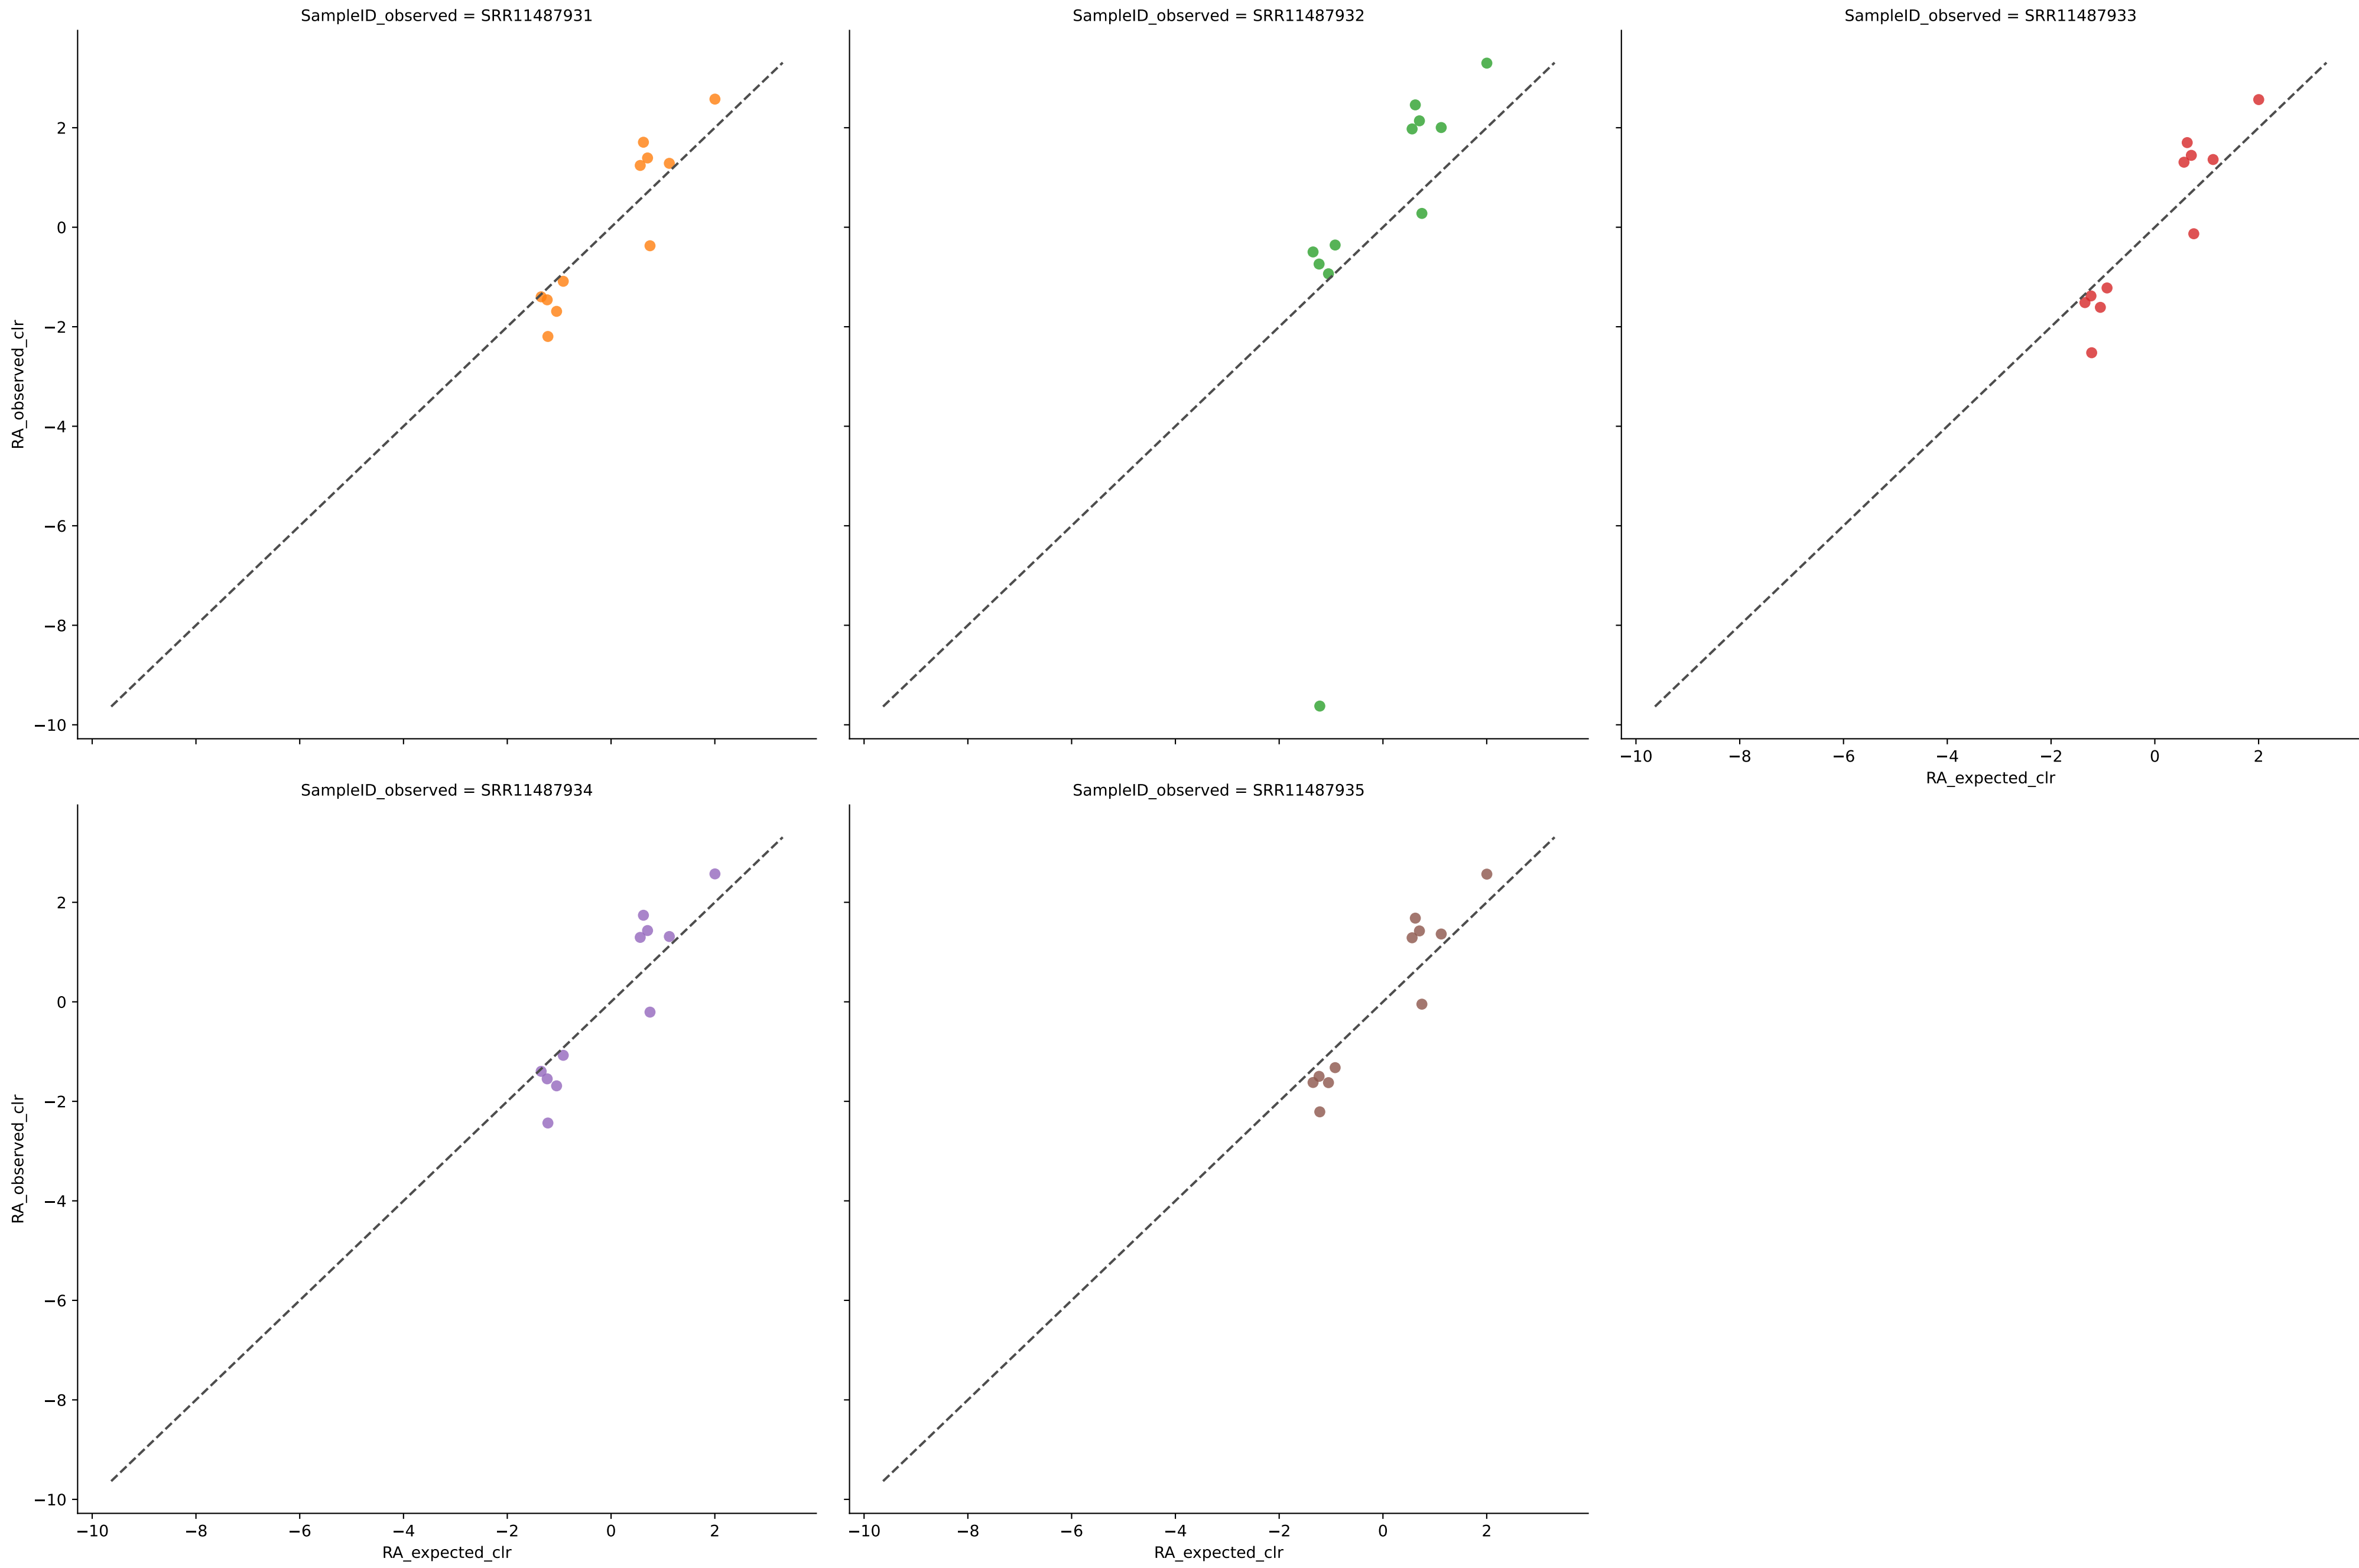 SampleID_observed = SRR11487931
RA_observed_clr
2
0
−2
−4
−6
−8
−10
SampleID_observed = SRR11487932
SampleID_observed = SRR11487933
−10 −8 −6 −4 −2 0 2
RA_expected_clr
SampleID_observed = SRR11487934
RA_observed_clr
2
0
−2
−4
−6
−8
−10
−10 −8 −6 −4 −2 0 2
RA_expected_clr
SampleID_observed = SRR11487935
−10 −8 −6 −4 −2 0 2
RA_expected_clr